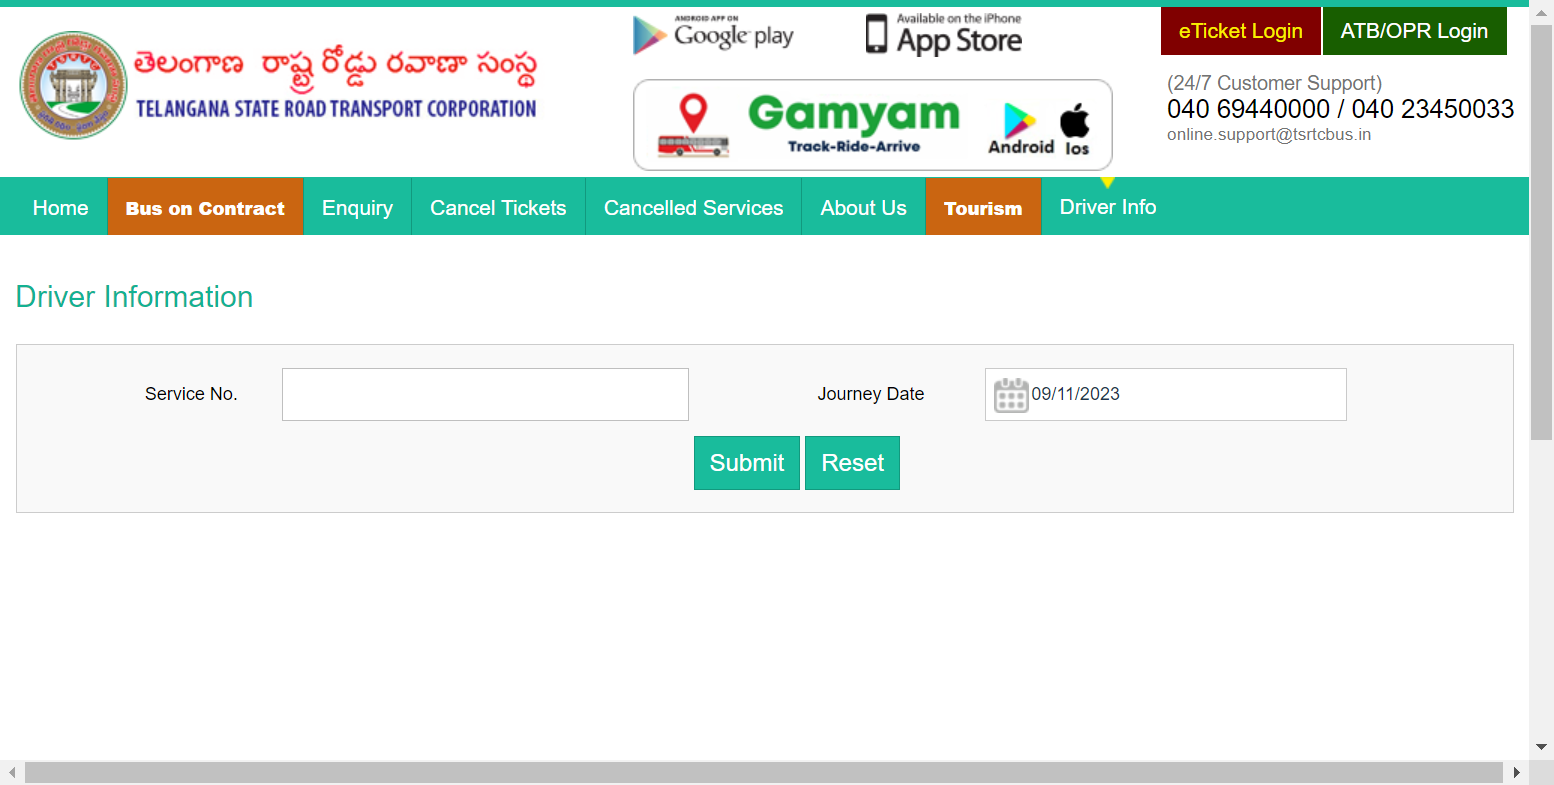 తెలంగాణ రాష్ట్ర రోడ్డు రవాణా సంస్థ
TELANGANA STATE ROAD TRANSPORT CORPORATION
ANDROID APP ON
Google play
Available on the iPhone
App Store
Gamyam
Track-Ride-Arrive
Android
Ios
eTicket Login
ATB/OPR Login
(24/7 Customer Support)
040 69440000 / 040 23450033
online.support@tsrtcbus.in
Home
Bus on Contract
Enquiry
Cancel Tickets
Cancelled Services
About Us
Tourism
Driver Info
Driver Information
Service No.
Journey Date
09/11/2023
Submit
Reset